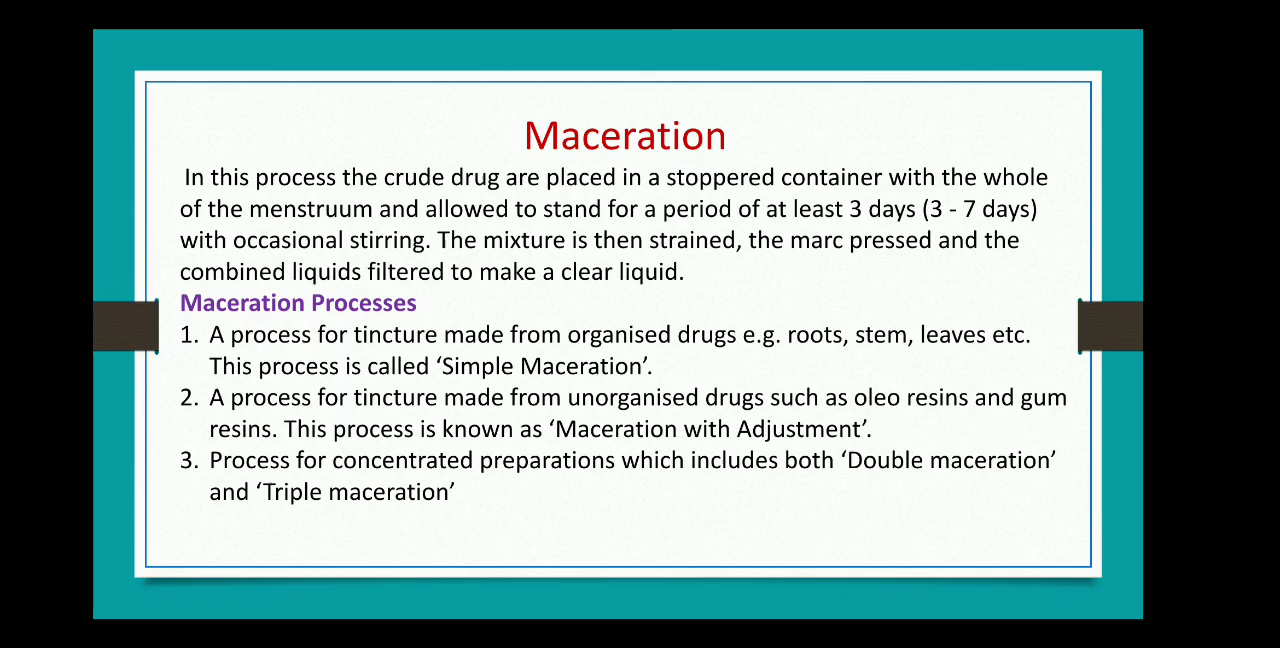 Maceration
In this process the crude drug are placed in a stoppered container with the whole
of the menstruum and allowed to stand for a period of at least 3 days (3 - 7 days)
with occasional stirring. The mixture is then strained, the marc pressed and the
combined liquids filtered to make a clear liquid.
Maceration Processes
1. A process for tincture made from organised drugs e.g. roots, stem, leaves etc.
This process is called ‘Simple Maceration’.
2. A process for tincture made from unorganised drugs such as oleo resins and gum
resins. This process is known as ‘Maceration with Adjustment’.
3. Process for concentrated preparations which includes both ‘Double maceration’
and ‘Triple maceration’